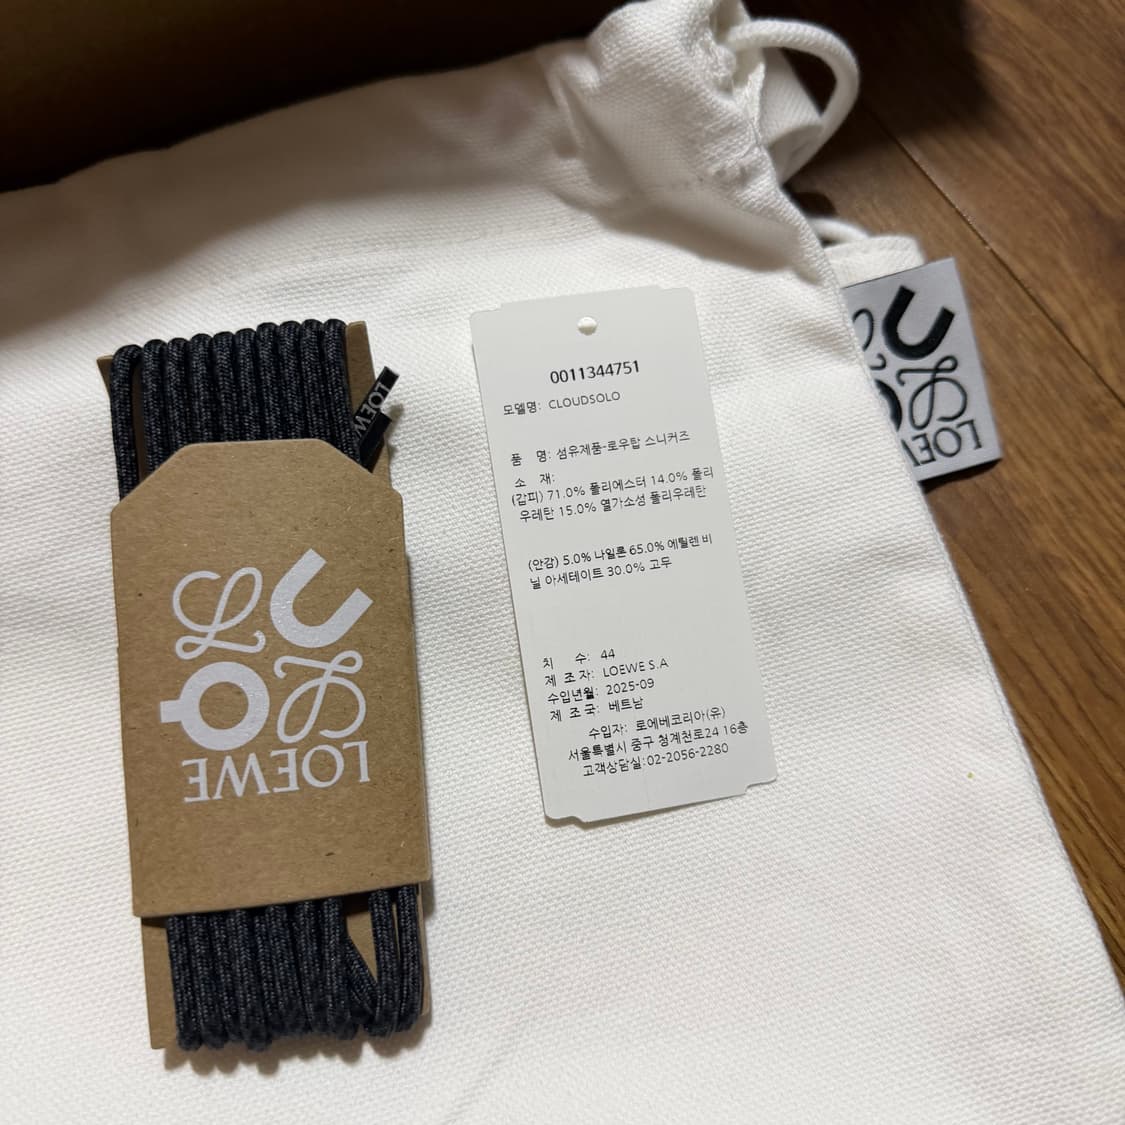 0011344751
모델명: CLOUDSOLO
품 명: 섬유제품-로우탑 스니커즈
소 재:
(갑피) 71.0% 폴리에스터 14.0% 폴리
우레탄 15.0% 열가소성 폴리우레탄
(안감) 5.0% 나일론 65.0% 에틸렌 비
닐 아세테이트 30.0% 고무
치 수: 44
제 조 자: LOEWE S.A
수입년월: 2025-09
제 조 국: 베트남
수입자: 로에베코리아(유)
서울특별시 중구 청계천로24 16층
고객상담실:02-2056-2280
LOEWE
LOEWE
LOEWE